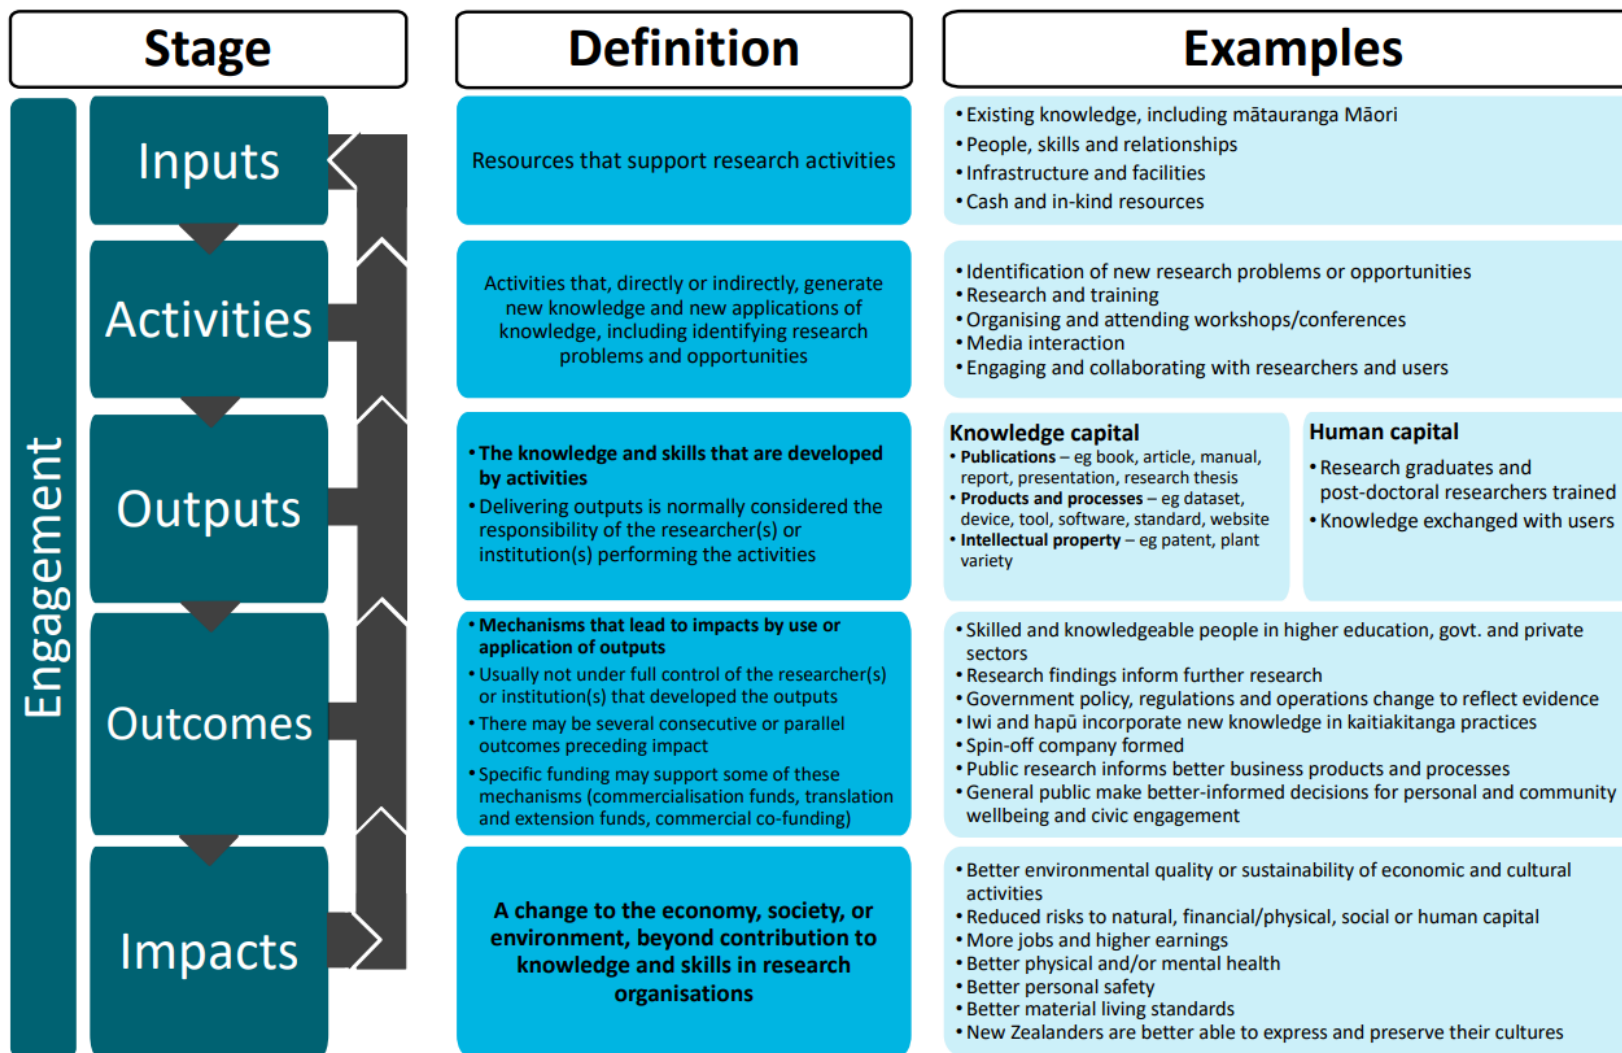 Stage
Definition
Examples
Engagement
Inputs
Resources that support research activities
• Existing knowledge, including mātauranga Māori
• People, skills and relationships
• Infrastructure and facilities
• Cash and in-kind resources
Activities
Activities that, directly or indirectly, generate
new knowledge and new applications of
knowledge, including identifying research
problems and opportunities
• Identification of new research problems or opportunities
• Research and training
• Organising and attending workshops/conferences
• Media interaction
• Engaging and collaborating with researchers and users
Outputs
• The knowledge and skills that are developed
by activities
• Delivering outputs is normally considered the
responsibility of the researcher(s) or
institution(s) performing the activities
Knowledge capital
• Publications – eg book, article, manual,
report, presentation, research thesis
• Products and processes – eg dataset,
device, tool, software, standard, website
• Intellectual property – eg patent, plant
variety
Human capital
• Research graduates and
post-doctoral researchers trained
• Knowledge exchanged with users
Outcomes
• Mechanisms that lead to impacts by use or
application of outputs
• Usually not under full control of the researcher(s)
or institution(s) that developed the outputs
• There may be several consecutive or parallel
outcomes preceding impact
• Specific funding may support some of these
mechanisms (commercialisation funds, translation
and extension funds, commercial co-funding)
• Skilled and knowledgeable people in higher education, govt. and private
sectors
• Research findings inform further research
• Government policy, regulations and operations change to reflect evidence
• Iwi and hapū incorporate new knowledge in kaitiakitanga practices
• Spin-off company formed
• Public research informs better business products and processes
• General public make better-informed decisions for personal and community
wellbeing and civic engagement
Impacts
A change to the economy, society, or
environment, beyond contribution to
knowledge and skills in research
organisations
• Better environmental quality or sustainability of economic and cultural
activities
• Reduced risks to natural, financial/physical, social or human capital
• More jobs and higher earnings
• Better physical and/or mental health
• Better personal safety
• Better material living standards
• New Zealanders are better able to express and preserve their cultures